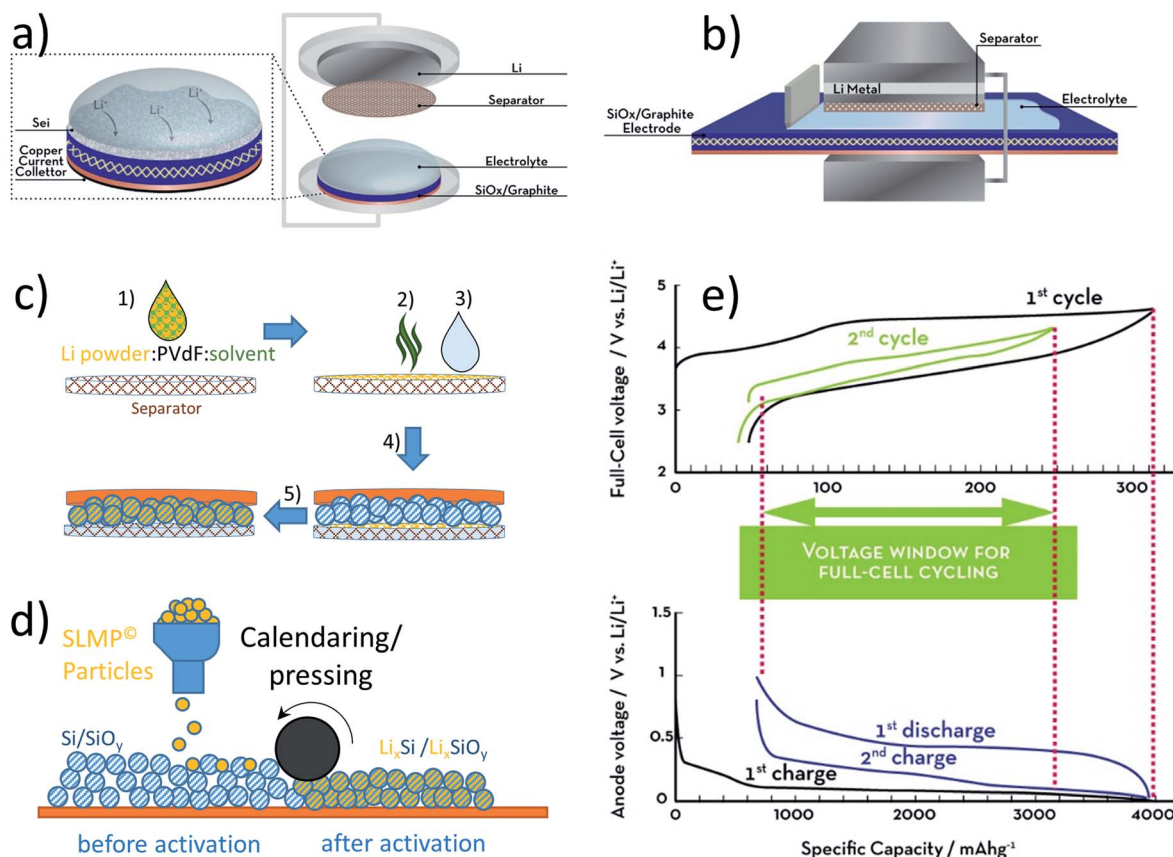 a)
Li⁺
Li⁺
Li⁺
Sei
Copper
Current
Collettor
Li
Separator
Electrolyte
SiOx/Graphite
b)
Separator
Li Metal
Electrolyte
SiOx/Graphite
Electrode
c)
1)
2)
3)
Li powder:PVdF:solvent
Separator
4)
5)
d)
SLMP©
Particles
Calendaring/
pressing
Si/SiOy
LixSi /LixSiOy
before activation
after activation
e)
Full-Cell voltage / V vs. Li/Li⁺
5
4
3
2
1st cycle
2nd cycle
0
100
200
300
VOLTAGE WINDOW FOR
FULL-CELL CYCLING
Anode voltage / V vs. Li/Li⁺
1.5
1
0.5
0
1st discharge
2nd charge
1st charge
0
1000
2000
3000
4000
Specific Capacity / mAhg⁻¹